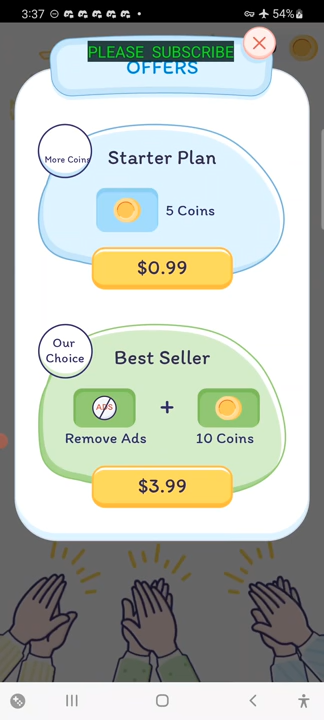 3:37
54%
PLEASE SUBSCRIBE
OFFERS
More Coins
Starter Plan
5 Coins
$0.99
Our
Choice
Best Seller
ADS
+
Remove Ads
10 Coins
$3.99